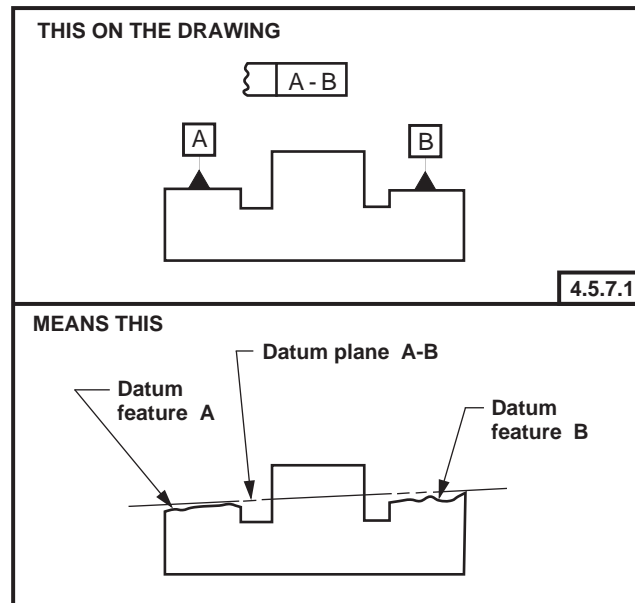 THIS ON THE DRAWING
A - B
A
B
4.5.7.1
MEANS THIS
Datum plane A-B
Datum
feature A
Datum
feature B